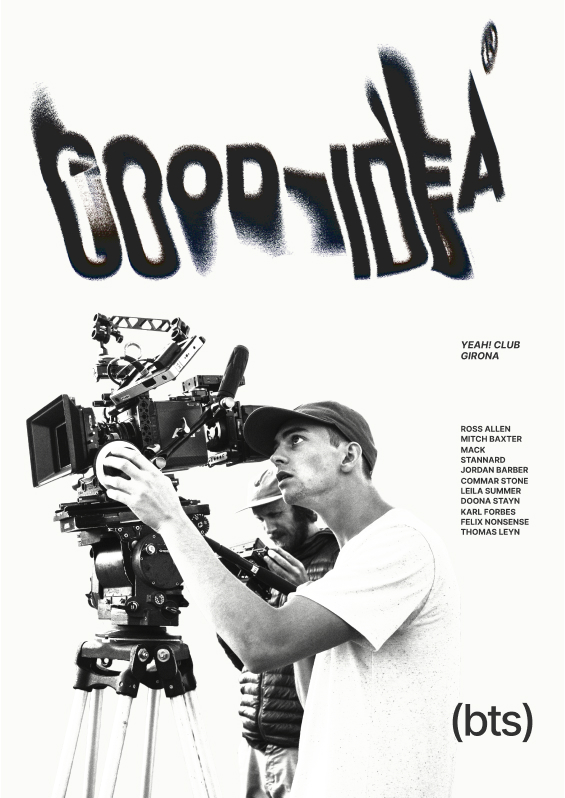 GOOD IDEA®
YEAH! CLUB
GIRONA
ROSS ALLEN
MITCH BAXTER
MACK
STANNARD
JORDAN BARBER
COMMAR STONE
LEILA SUMMER
DOONA STAYN
KARL FORBES
FELIX NONSENSE
THOMAS LEYN
(bts)